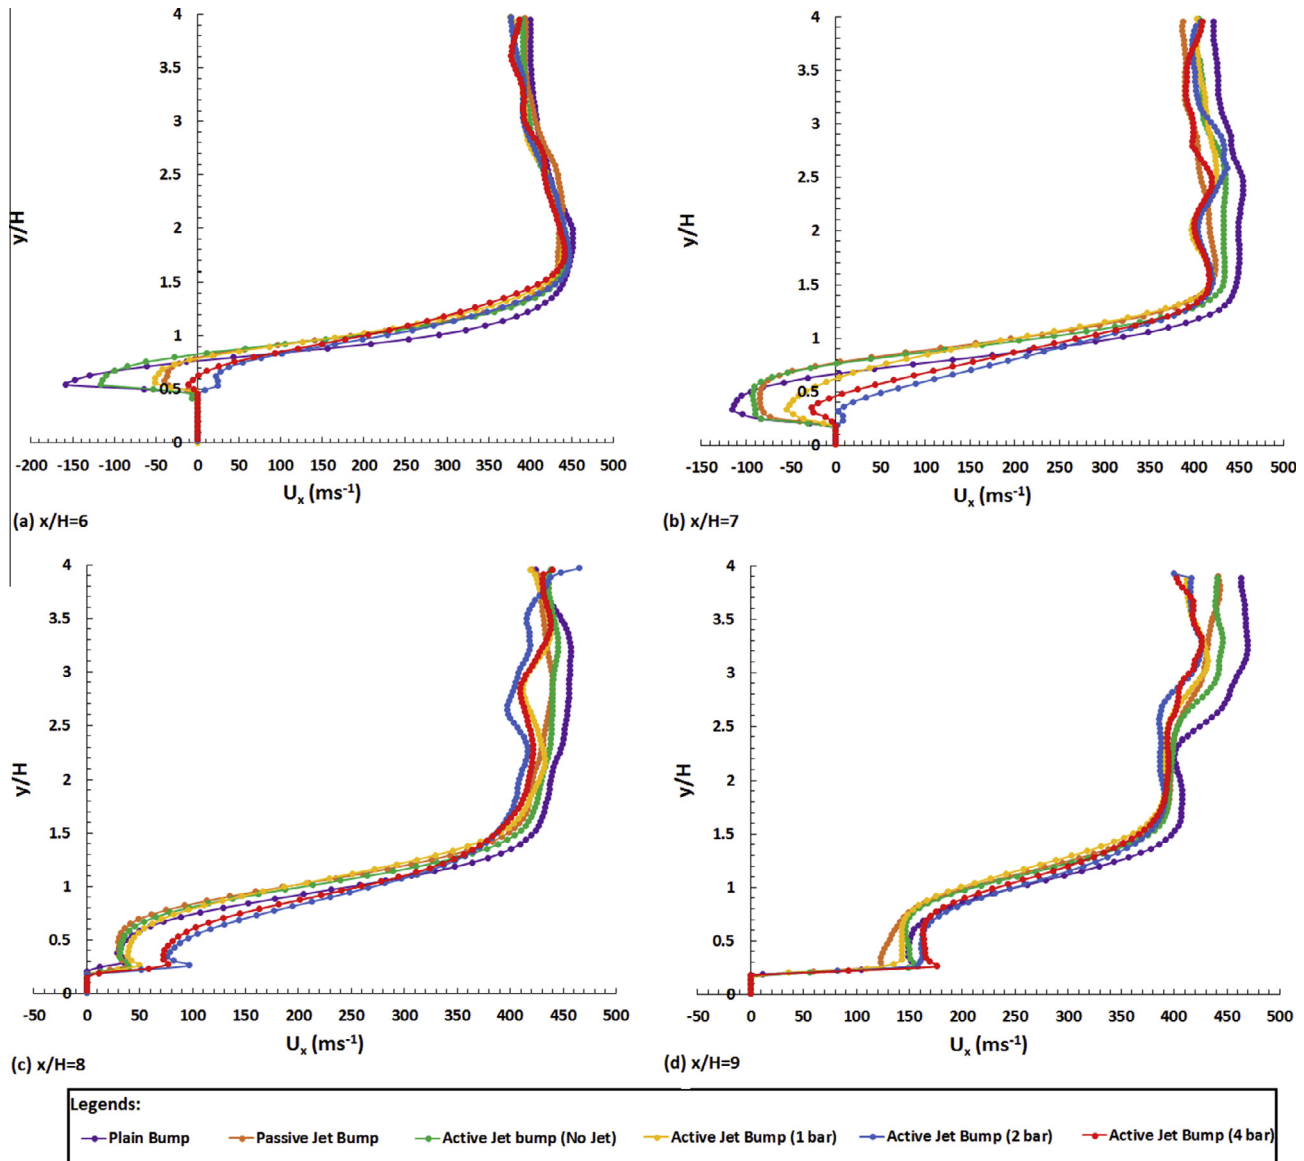 4
3.5
3
2.5
2
1.5
1
0.5
0
y/H
-200 -150 -100 -50 0 50 100 150 200 250 300 350 400 450 500
Uₓ (ms⁻¹)
(a) x/H=6
4
3.5
3
2.5
2
1.5
1
0.5
0
y/H
-150 -100 -50 0 50 100 150 200 250 300 350 400 450 500
Uₓ (ms⁻¹)
(b) x/H=7
4
3.5
3
2.5
2
1.5
1
0.5
0
y/H
-50 0 50 100 150 200 250 300 350 400 450 500
Uₓ (ms⁻¹)
(c) x/H=8
4
3.5
3
2.5
2
1.5
1
0.5
0
y/H
-50 0 50 100 150 200 250 300 350 400 450 500
Uₓ (ms⁻¹)
(d) x/H=9
Legends:
Plain Bump Passive Jet Bump Active Jet bump (No Jet) Active Jet Bump (1 bar) Active Jet Bump (2 bar) Active Jet Bump (4 bar)